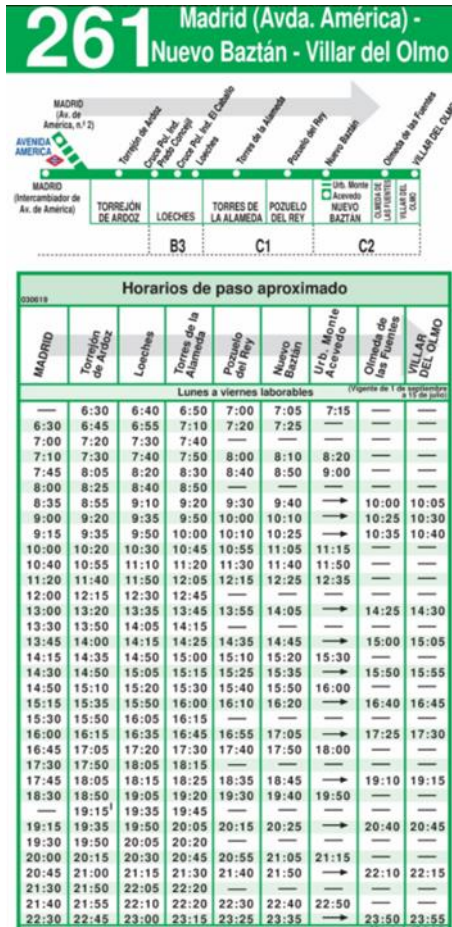 261
Madrid (Avda. América) -
Nuevo Baztán - Villar del Olmo
MADRID
(Av. de
América, n.º 2)
AVENIDA
AMÉRICA
Torrejón de Ardoz
Cruce Pol. Ind.
Prado Concejil
Cruce Pol. Ind. El Caballo
Loeches
Torres de la Alameda
Pozuelo del Rey
Nuevo Baztán
Olmeda de las Fuentes
VILLAR DEL OLMO
MADRID
(Intercambiador de
Av. de América)
TORREJÓN
DE ARDOZ
LOECHES
TORRES DE
LA ALAMEDA
POZUELO
DEL REY
Urb. Monte
Acevedo
NUEVO
BAZTÁN
OLMEDA DE
LAS FUENTES
VILLAR DEL
OLMO
B3 C1 C2
Horarios de paso aproximado
030619
MADRID
Torrejón
de Ardoz
Loeches
Torres de la
Alameda
Pozuelo
del Rey
Nuevo
Baztán
Urb. Monte
Acevedo
Olmeda de
las Fuentes
VILLAR
DEL OLMO
Lunes a viernes laborables
(Vigente de 1 de septiembre
a 15 de julio)
— 6:30 6:40 6:50 7:00 7:05 7:15 — —
6:30 6:45 6:55 7:10 7:20 7:25 — — —
7:00 7:20 7:30 7:40 — — — — —
7:10 7:30 7:40 7:50 8:00 8:10 8:20 — —
7:45 8:05 8:20 8:30 8:40 8:50 9:00 — —
8:00 8:25 8:40 8:50 — — — — —
8:35 8:55 9:10 9:20 9:30 9:40 → 10:00 10:05
9:00 9:20 9:35 9:50 10:00 10:10 → 10:25 10:30
9:15 9:35 9:50 10:00 10:10 10:25 → 10:35 10:40
10:00 10:20 10:30 10:45 10:55 11:05 11:15 — —
10:40 10:55 11:10 11:20 11:30 11:40 11:50 — —
11:20 11:40 11:50 12:05 12:15 12:25 12:35 — —
12:00 12:15 12:30 12:45 — — — — —
13:00 13:20 13:35 13:45 13:55 14:05 → 14:25 14:30
13:30 13:50 14:05 14:15 — — — — —
13:45 14:00 14:15 14:25 14:35 14:45 → 15:00 15:05
14:15 14:35 14:50 15:00 15:10 15:20 15:30 — —
14:30 14:50 15:05 15:15 15:25 15:35 → 15:50 15:55
14:50 15:10 15:20 15:30 15:40 15:50 16:00 — —
15:15 15:35 15:50 16:00 16:10 16:20 → 16:40 16:45
15:30 15:50 16:05 16:15 — — — — —
16:00 16:15 16:35 16:45 16:55 17:05 → 17:25 17:30
16:45 17:05 17:20 17:30 17:40 17:50 18:00 — —
17:30 17:50 18:05 18:15 — — — — —
17:45 18:05 18:15 18:25 18:35 18:45 → 19:10 19:15
18:30 18:50 19:05 19:20 19:30 19:40 19:50 — —
— 19:15 19:35 19:45 — — — — —
19:15 19:35 19:50 20:05 20:15 20:25 → 20:40 20:45
19:30 19:50 20:05 20:20 — — — — —
20:00 20:15 20:30 20:45 20:55 21:05 21:15 — —
20:45 21:00 21:15 21:30 21:40 21:50 → 22:10 22:15
21:30 21:50 22:05 22:20 — — — — —
21:40 21:55 22:10 22:20 22:30 22:40 22:50 — —
22:30 22:45 23:00 23:15 23:25 23:35 → 23:50 23:55